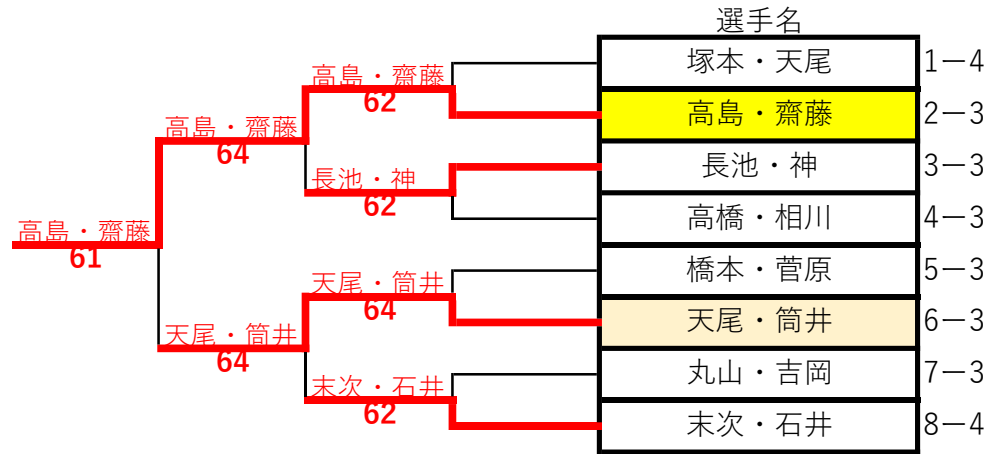 選手名
塚本・天尾 1ー4
高島・齋藤
62
高島・齋藤 2ー3
高島・齋藤
64
長池・神 3ー3
長池・神
62
高橋・相川 4ー3
高島・齋藤
61
橋本・菅原 5ー3
天尾・筒井
64
天尾・筒井 6ー3
天尾・筒井
64
丸山・吉岡 7ー3
末次・石井
62
末次・石井 8ー4